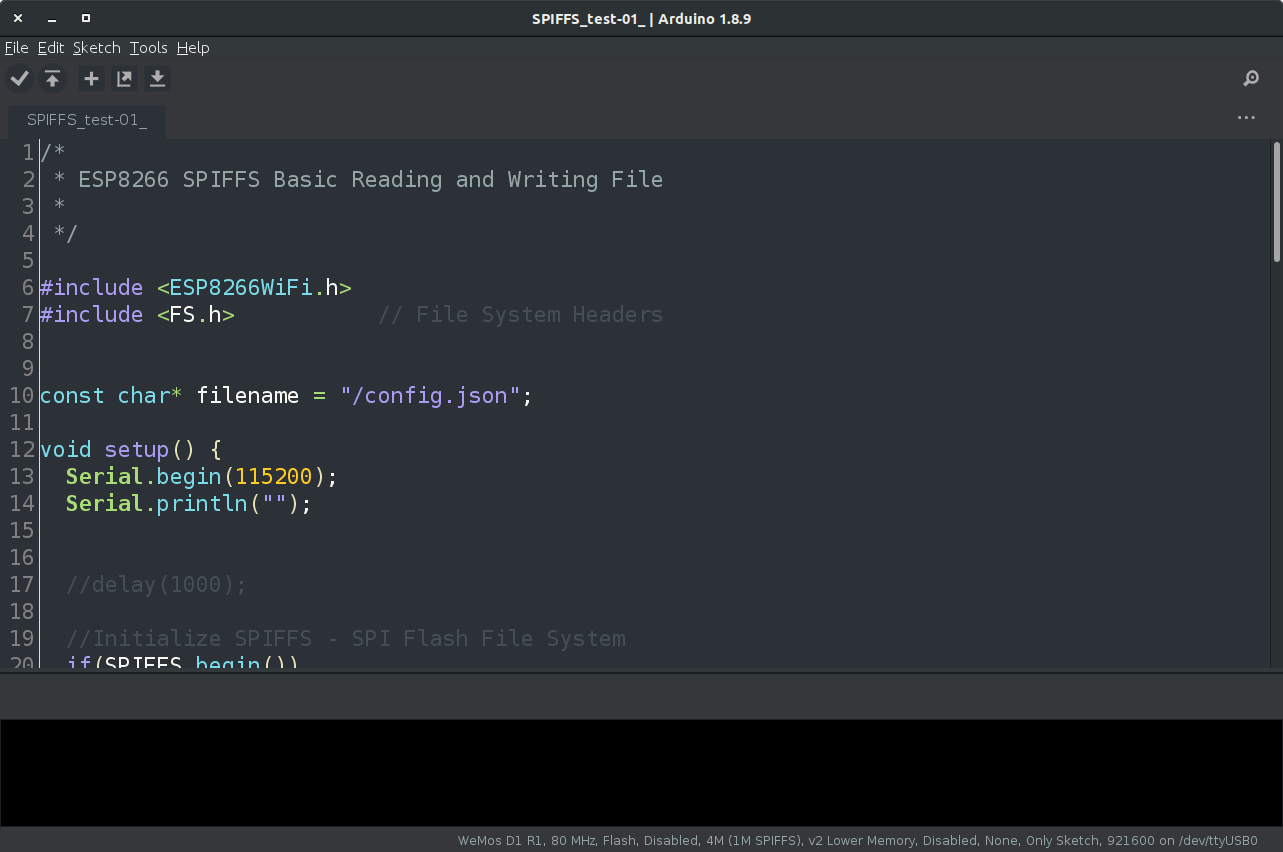 SPIFFS_test-01_ | Arduino 1.8.9
File Edit Sketch Tools Help
SPIFFS_test-01_
1 /*
2  * ESP8266 SPIFFS Basic Reading and Writing File
3  *
4  */
5
6 #include <ESP8266WiFi.h>
7 #include <FS.h>           // File System Headers
8
9
10 const char* filename = "/config.json";
11
12 void setup() {
13   Serial.begin(115200);
14   Serial.println("");
15
16
17   //delay(1000);
18
19   //Initialize SPIFFS - SPI Flash File System
20   if(SPIFFS.begin())
WeMos D1 R1, 80 MHz, Flash, Disabled, 4M (1M SPIFFS), v2 Lower Memory, Disabled, None, Only Sketch, 921600 on /dev/ttyUSB0